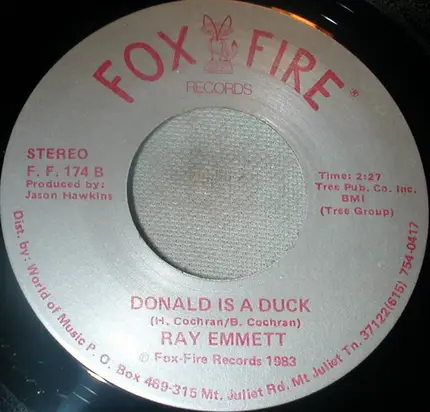 FOX FIRE®
RECORDS
STEREO
F. F. 174 B
Produced by:
Jason Hawkins
Time: 2:27
Tree Pub. Co. Inc.
BMI
(Tree Group)
DONALD IS A DUCK
(H. Cochran/B. Cochran)
RAY EMMETT
© Fox-Fire Records 1983
Dist. by: World of Music P. O. Box 469-315 Mt. Juliet Rd. Mt Juliet Tn. 37122(615) 754-0417